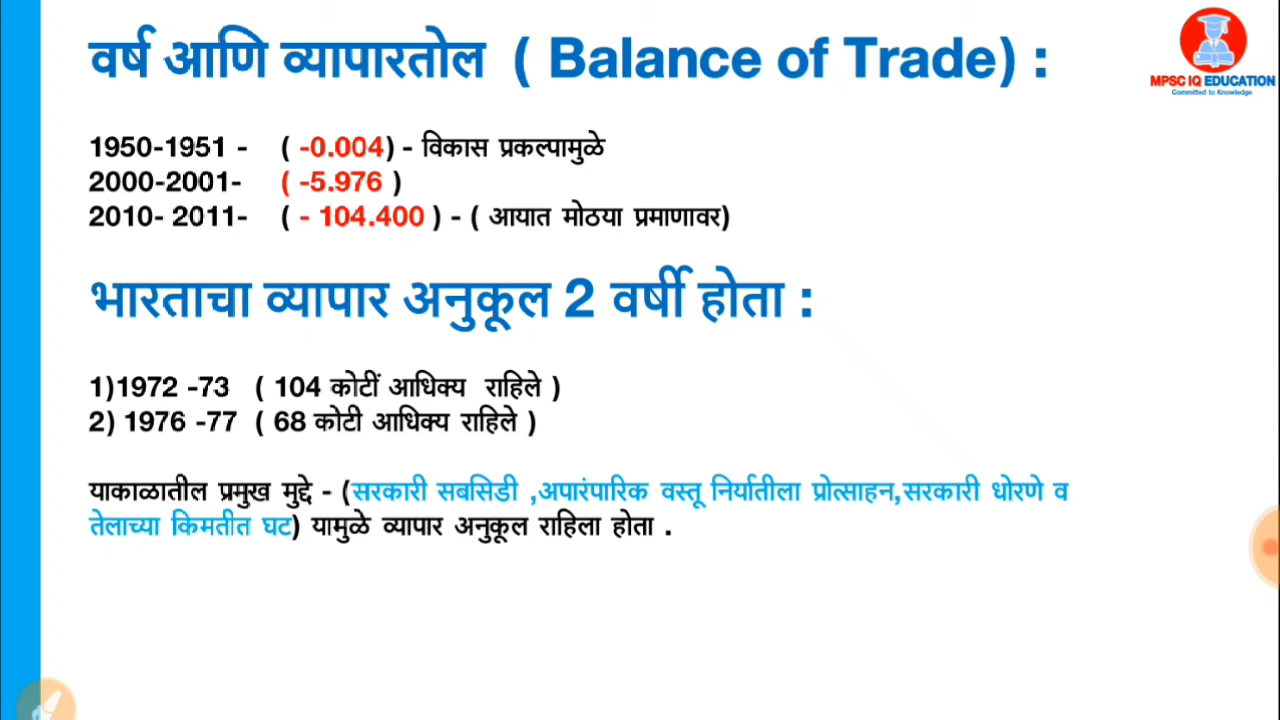 वर्ष आणि व्यापारतोल ( Balance of Trade) :
MPSC IQ EDUCATION
Committed to Knowledge
1950-1951 - ( -0.004) - विकास प्रकल्पामुळे
2000-2001- ( -5.976 )
2010- 2011- ( - 104.400 ) - ( आयात मोठया प्रमाणावर)
भारताचा व्यापार अनुकूल 2 वर्षी होता :
1)1972 -73 ( 104 कोटीं आधिक्य राहिले )
2) 1976 -77 ( 68 कोटी आधिक्य राहिले )
याकाळातील प्रमुख मुद्दे - (सरकारी सबसिडी ,अपारंपारिक वस्तू निर्यातीला प्रोत्साहन,सरकारी धोरणे व
तेलाच्या किमतीत घट) यामुळे व्यापार अनुकूल राहिला होता .